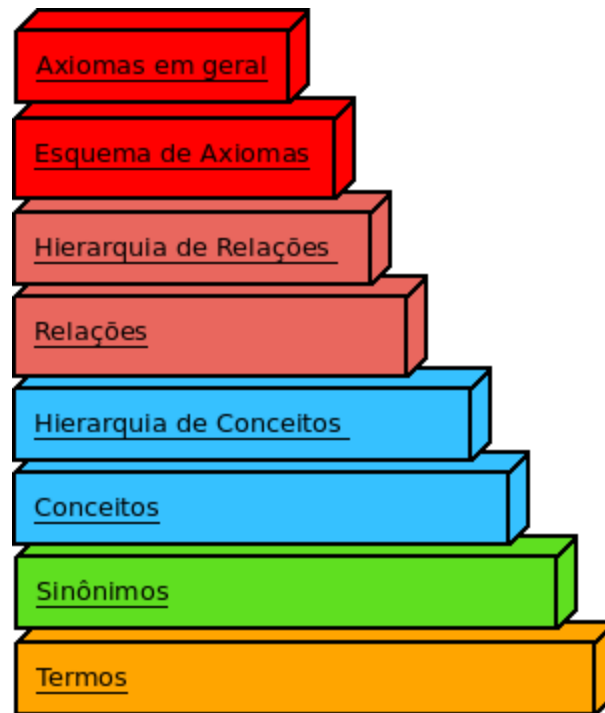 Axiomas em geral
Esquema de Axiomas
Hierarquia de Relações
Relações
Hierarquia de Conceitos
Conceitos
Sinônimos
Termos